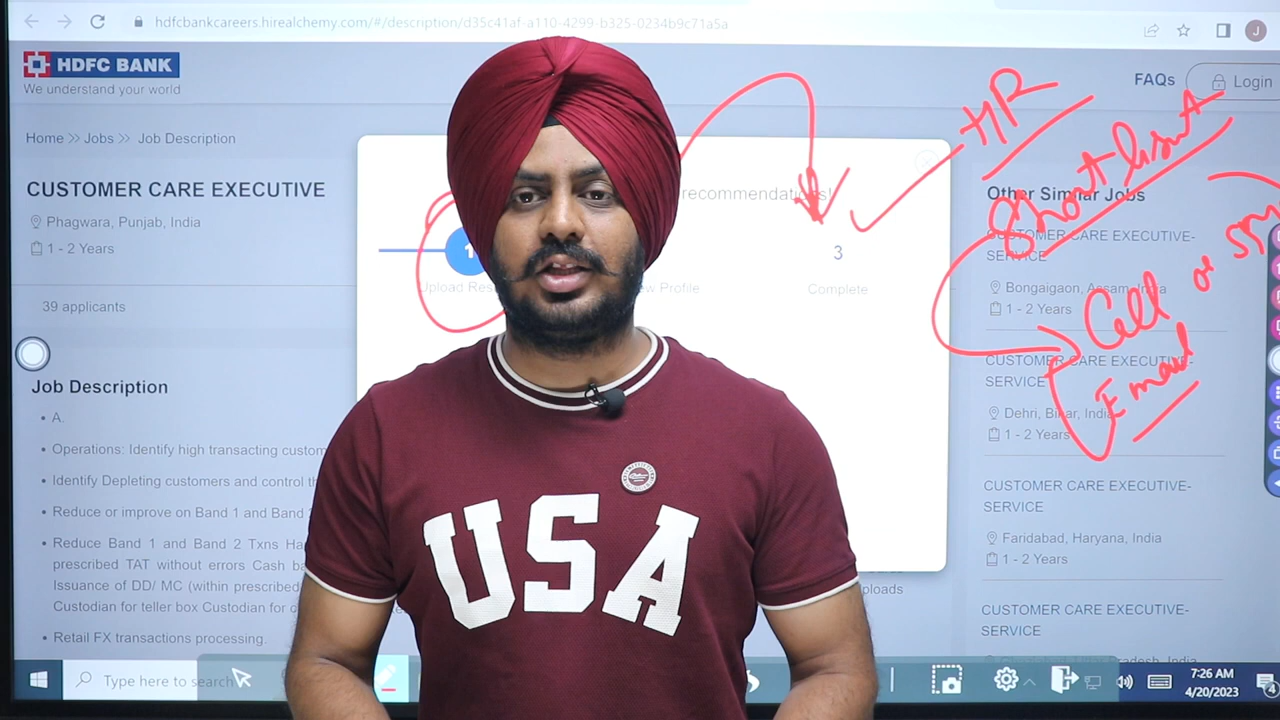 hdfcbankcareers.hirealchemy.com/#/description/d35c41af-a110-4299-b325-0234b9c71a5a
J
HDFC BANK
We understand your world
FAQs
Login
Home >> Jobs >> Job Description
CUSTOMER CARE EXECUTIVE
Phagwara, Punjab, India
1 - 2 Years
39 applicants
Job Description
• A.
• Operations: Identify high transacting custom
• Identify Depleting customers and control th
• Reduce or improve on Band 1 and Band
• Reduce Band 1 and Band 2 Txns Ha
prescribed TAT without errors Cash ba
Issuance of DD/ MC (within prescribed
Custodian for teller box Custodian for
• Retail FX transactions processing.
recommendations!
1
3
Upload Res
w Profile
Complete
ploads
HR
Short
Call or
Email
Other Similar Jobs
CUSTOMER CARE EXECUTIVE-
SERVICE
Bongaigaon, Assam, India
1 - 2 Years
CUSTOMER CARE EXECUTIVE-
SERVICE
Dehri, Bihar, India
1 - 2 Years
CUSTOMER CARE EXECUTIVE-
SERVICE
Faridabad, Haryana, India
1 - 2 Years
CUSTOMER CARE EXECUTIVE-
SERVICE
Pradesh, India
USA
Type here to search
7:26 AM
4/20/2023
4